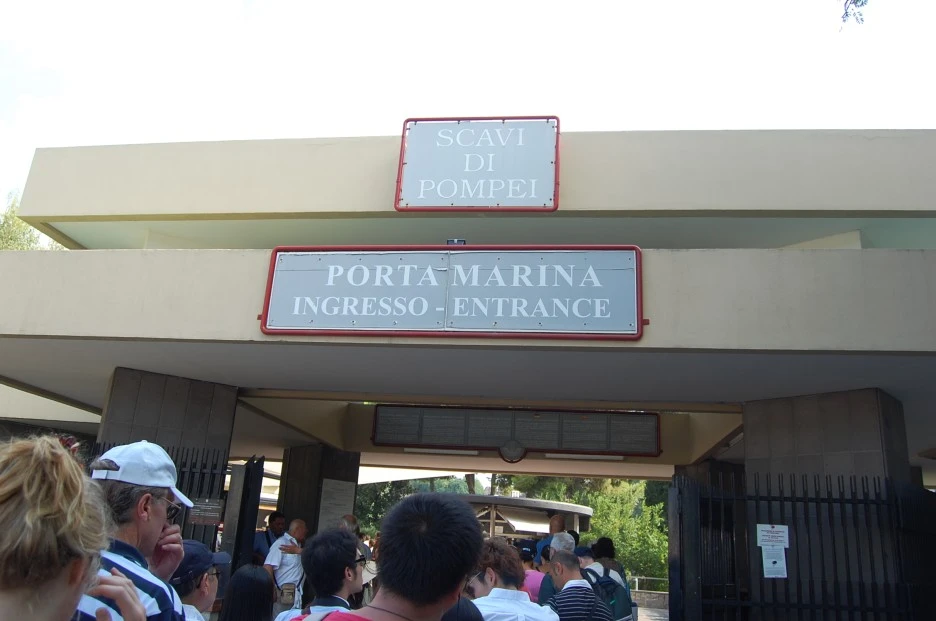 SCAVI
DI
POMPEI
PORTA MARINA
INGRESSO - ENTRANCE